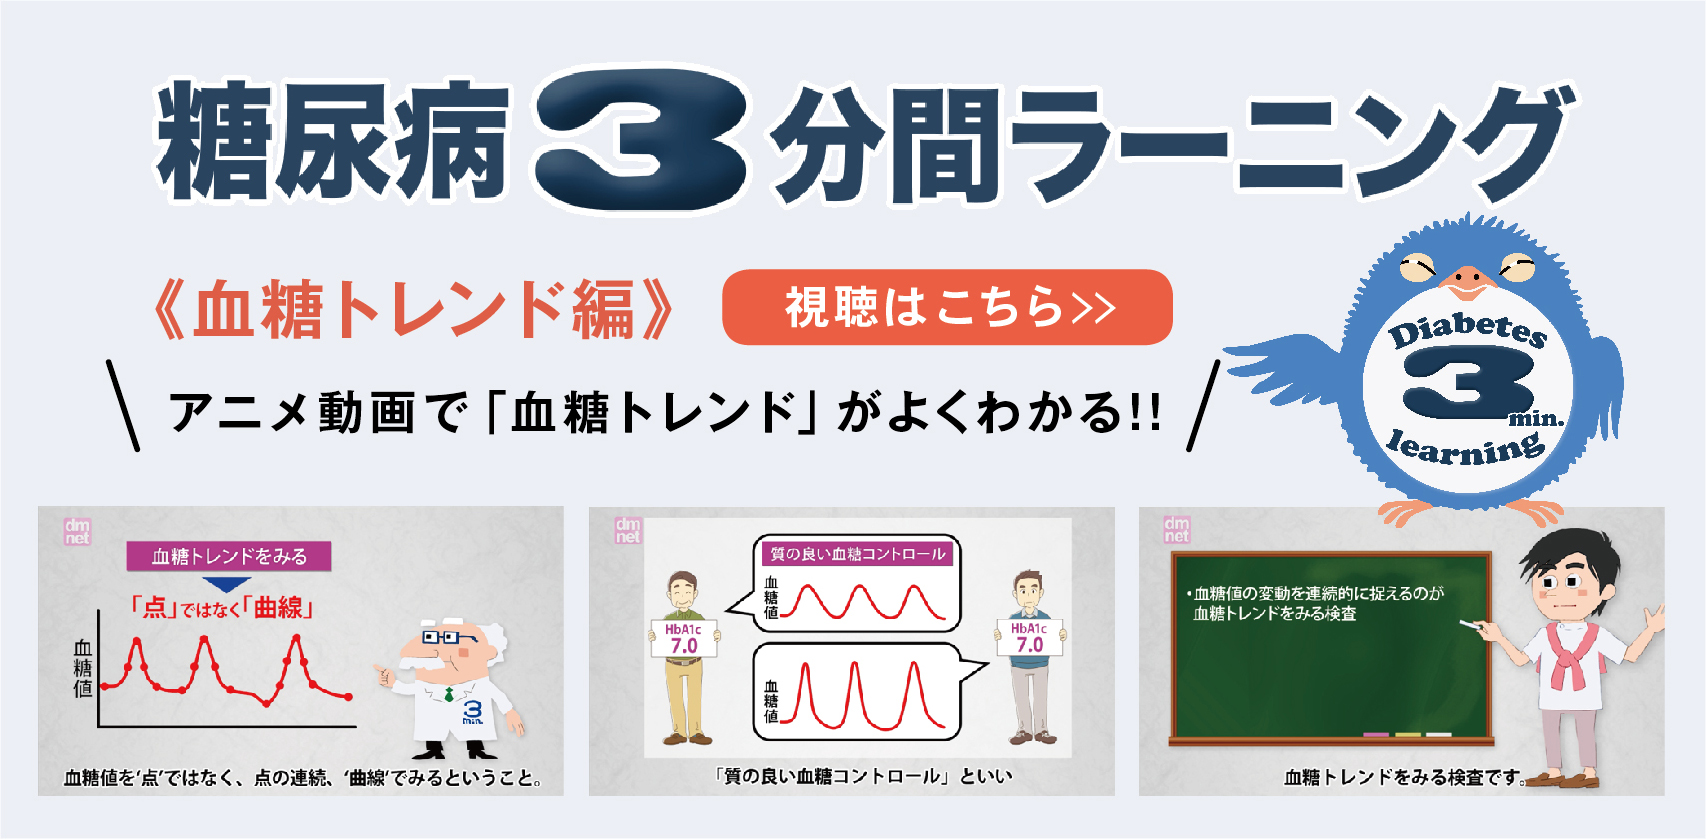 糖尿病3分間ラーニング
《血糖トレンド編》
視聴はこちら>>
アニメ動画で「血糖トレンド」がよくわかる!!
Diabetes
3
min.
learning
dm
net
血糖トレンドをみる
「点」ではなく「曲線」
血糖値
3
min.
血糖値を‘点’ではなく、点の連続、‘曲線’でみるということ。
dm
net
質の良い血糖コントロール
血糖値
HbA1c
7.0
HbA1c
7.0
血糖値
「質の良い血糖コントロール」といい
dm
net
・血糖値の変動を連続的に捉えるのが
血糖トレンドをみる検査
血糖トレンドをみる検査です。